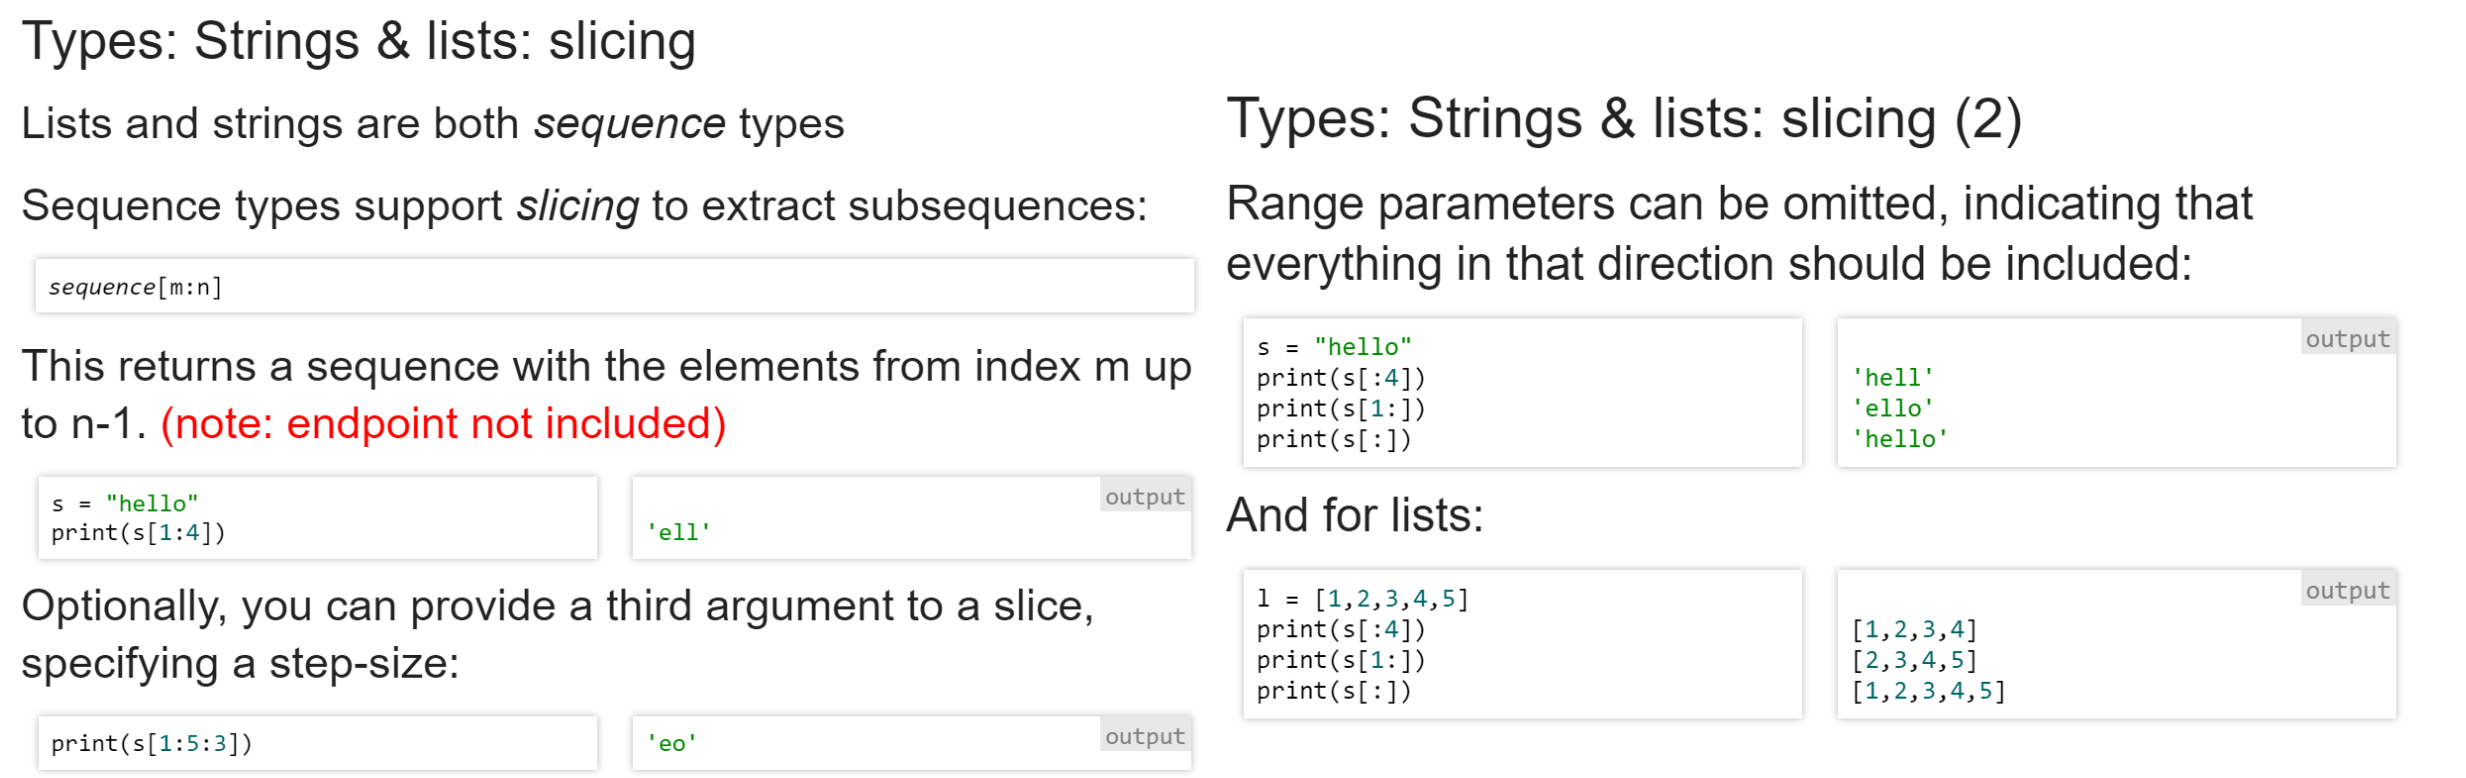 Types: Strings & lists: slicing
Lists and strings are both sequence types
Sequence types support slicing to extract subsequences:
sequence[m:n]
This returns a sequence with the elements from index m up
to n-1. (note: endpoint not included)
s = "hello"
print(s[1:4])
output
'ell'
Optionally, you can provide a third argument to a slice,
specifying a step-size:
print(s[1:5:3])
output
'eo'
Types: Strings & lists: slicing (2)
Range parameters can be omitted, indicating that
everything in that direction should be included:
s = "hello"
print(s[:4])
print(s[1:])
print(s[:])
output
'hell'
'ello'
'hello'
And for lists:
l = [1,2,3,4,5]
print(s[:4])
print(s[1:])
print(s[:])
output
[1,2,3,4]
[2,3,4,5]
[1,2,3,4,5]